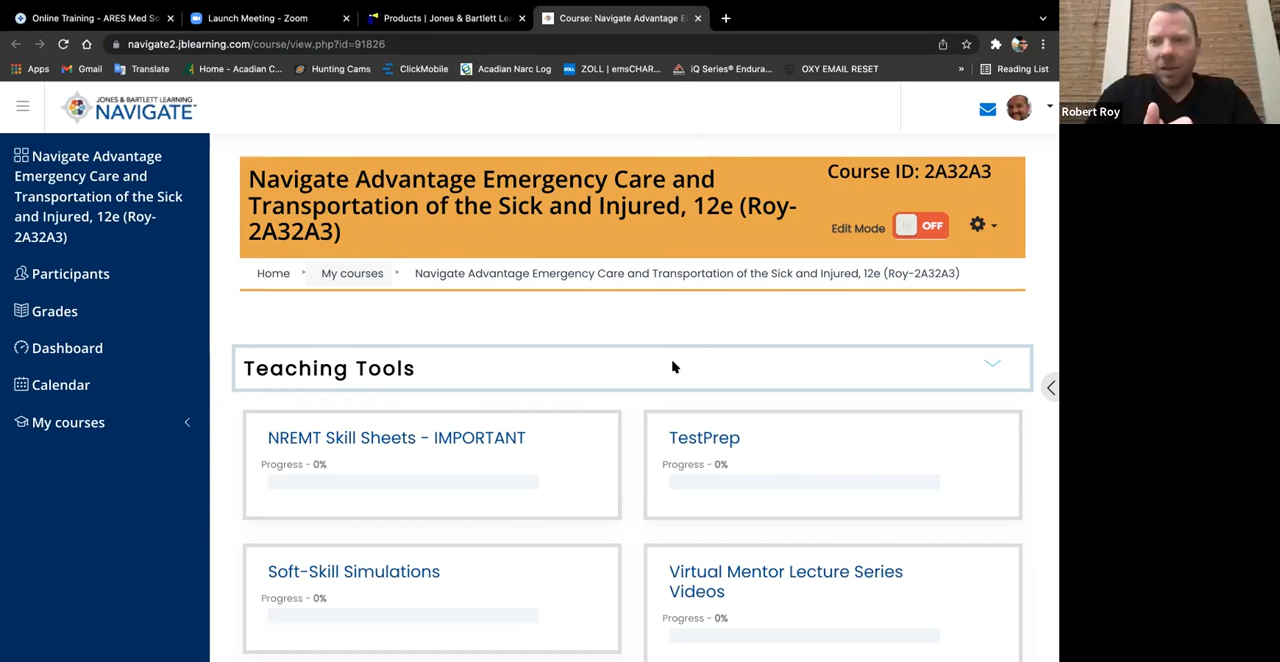 Online Training - ARES Med So
Launch Meeting - Zoom
Products | Jones & Bartlett Le
Course: Navigate Advantage E
navigate2.jblearning.com/course/view.php?id=91826
Apps
Gmail
Translate
Home - Acadian C...
Hunting Cams
ClickMobile
Acadian Narc Log
ZOLL | emsCHAR...
iQ Series® Endura...
OXY EMAIL RESET
»
Reading List
JONES & BARTLETT LEARNING
NAVIGATE
Robert Roy
Navigate Advantage
Emergency Care and
Transportation of the Sick
and Injured, 12e (Roy-
2A32A3)
Participants
Grades
Dashboard
Calendar
My courses
Navigate Advantage Emergency Care and
Transportation of the Sick and Injured, 12e (Roy-
2A32A3)
Course ID: 2A32A3
Edit Mode
OFF
Home
My courses
Navigate Advantage Emergency Care and Transportation of the Sick and Injured, 12e (Roy-2A32A3)
Teaching Tools
NREMT Skill Sheets - IMPORTANT
Progress - 0%
TestPrep
Progress - 0%
Soft-Skill Simulations
Progress - 0%
Virtual Mentor Lecture Series
Videos
Progress - 0%